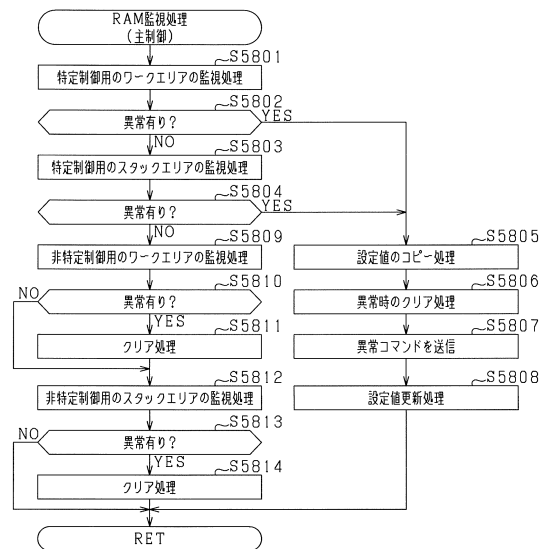 RAM監視処理
(主制御)
S5801
特定制御用のワークエリアの監視処理
S5802
異常有り?
YES
NO
S5803
特定制御用のスタックエリアの監視処理
S5804
異常有り?
YES
NO
S5809
非特定制御用のワークエリアの監視処理
S5810
NO
異常有り?
YES
S5811
クリア処理
S5812
非特定制御用のスタックエリアの監視処理
S5813
NO
異常有り?
YES
S5814
クリア処理
S5805
設定値のコピー処理
S5806
異常時のクリア処理
S5807
異常コマンドを送信
S5808
設定値更新処理
RET